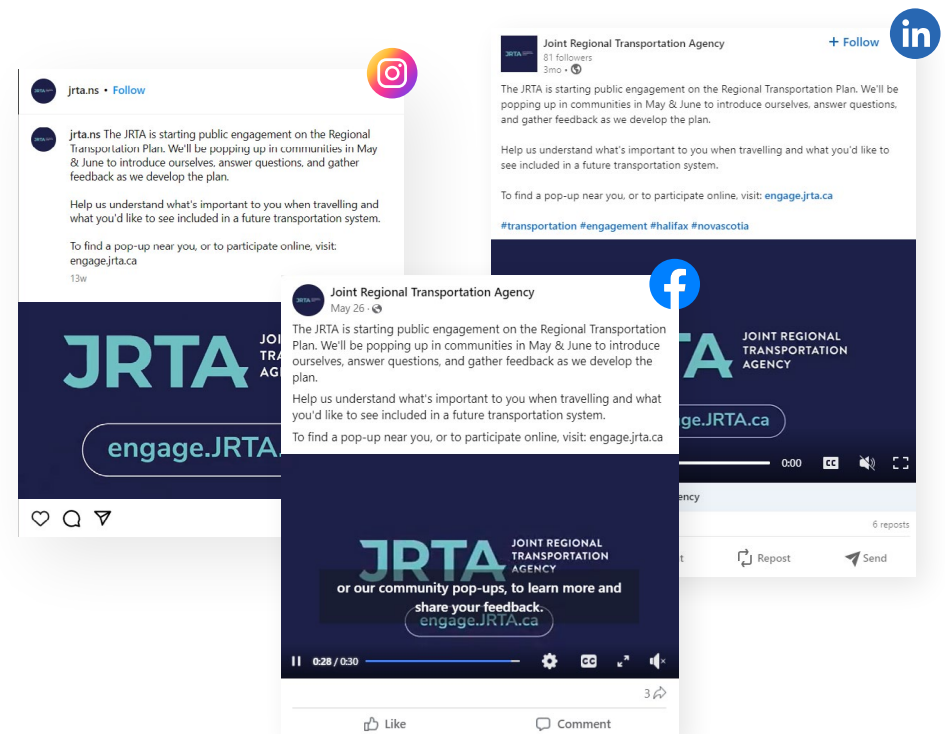 jrta.ns • Follow
jrta.ns The JRTA is starting public engagement on the Regional
Transportation Plan. We'll be popping up in communities in May
& June to introduce ourselves, answer questions, and gather
feedback as we develop the plan.
Help us understand what's important to you when travelling and
what you'd like to see included in a future transportation system.
To find a pop-up near you, or to participate online, visit:
engage.jrta.ca
13w
JRTA
engage.JRTA.
in
JRTA
Joint Regional Transportation Agency
+ Follow
81 followers
3mo •
The JRTA is starting public engagement on the Regional Transportation Plan. We'll be
popping up in communities in May & June to introduce ourselves, answer questions,
and gather feedback as we develop the plan.
Help us understand what's important to you when travelling and what you'd like to
see included in a future transportation system.
To find a pop-up near you, or to participate online, visit: engage.jrta.ca
#transportation #engagement #halifax #novascotia
TA
JOINT REGIONAL
TRANSPORTATION
AGENCY
ge.JRTA.ca
0:00
CC
ency
6 reposts
Repost
Send
f
JRTA
Joint Regional Transportation Agency
May 26 ·
The JRTA is starting public engagement on the Regional Transportation
Plan. We'll be popping up in communities in May & June to introduce
ourselves, answer questions, and gather feedback as we develop the
plan.
Help us understand what's important to you when travelling and what
you'd like to see included in a future transportation system.
To find a pop-up near you, or to participate online, visit: engage.jrta.ca
JRTA
JOINT REGIONAL
TRANSPORTATION
AGENCY
or our community pop-ups, to learn more and
share your feedback.
engage.JRTA.ca
0:28 / 0:30
CC
3
Like
Comment